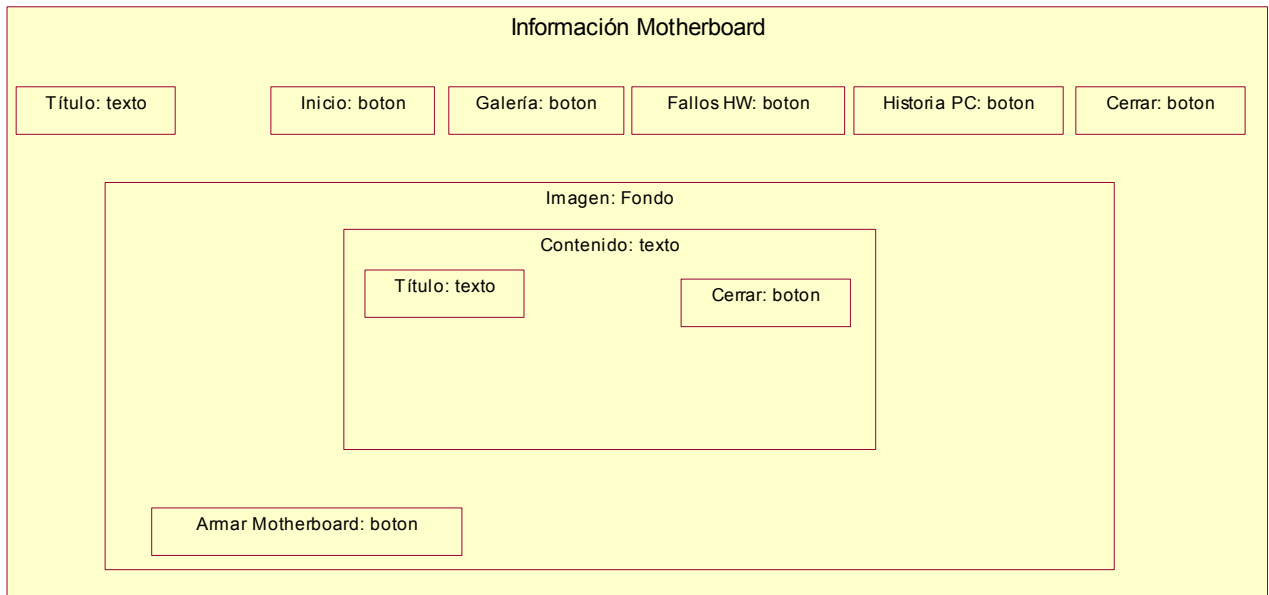 Información Motherboard
Título: texto
Inicio: boton
Galería: boton
Fallos HW: boton
Historia PC: boton
Cerrar: boton
Imagen: Fondo
Contenido: texto
Título: texto
Cerrar: boton
Armar Motherboard: boton